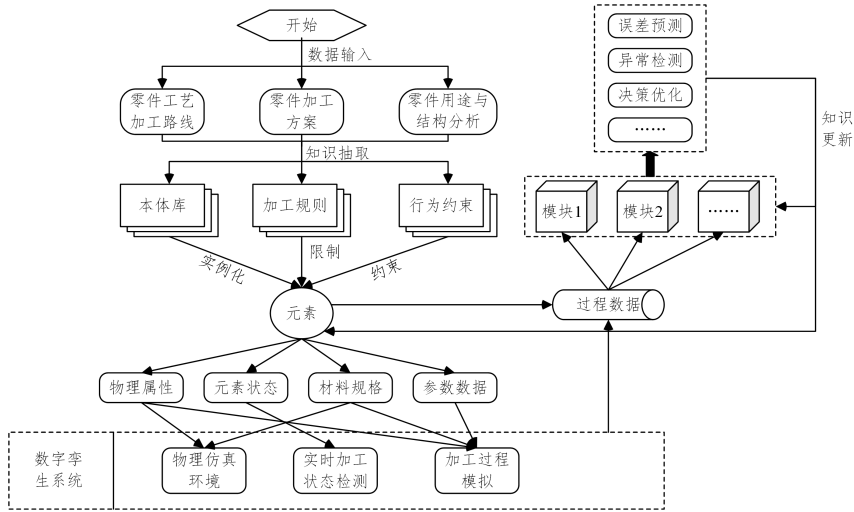 开始
数据输入
零件工艺
加工路线
零件加工
方案
零件用途与
结构分析
知识抽取
本体库
加工规则
行为约束
实例化
限制
约束
元素
物理属性
元素状态
材料规格
参数数据
数字孪
生系统
物理仿真
环境
实时加工
状态检测
加工过程
模拟
误差预测
异常检测
决策优化
……
知识
更新
模块1
模块2
……
过程数据